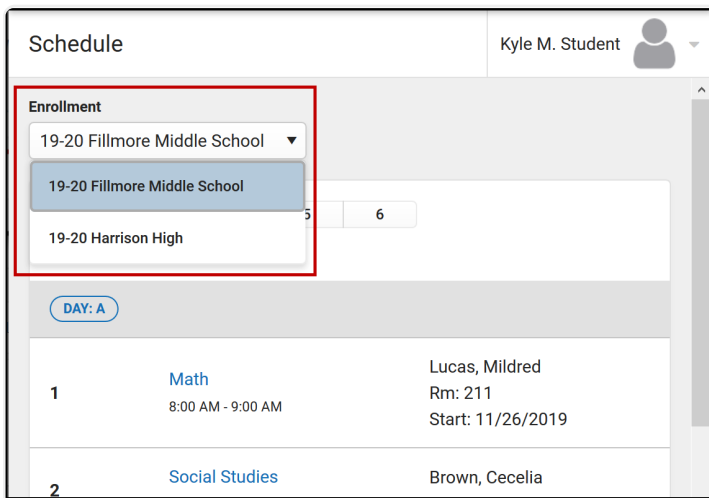 Schedule
Kyle M. Student
Enrollment
19-20 Fillmore Middle School
19-20 Fillmore Middle School
5 6
19-20 Harrison High
DAY: A
1
Math
8:00 AM - 9:00 AM
Lucas, Mildred
Rm: 211
Start: 11/26/2019
2
Social Studies
Brown, Cecelia